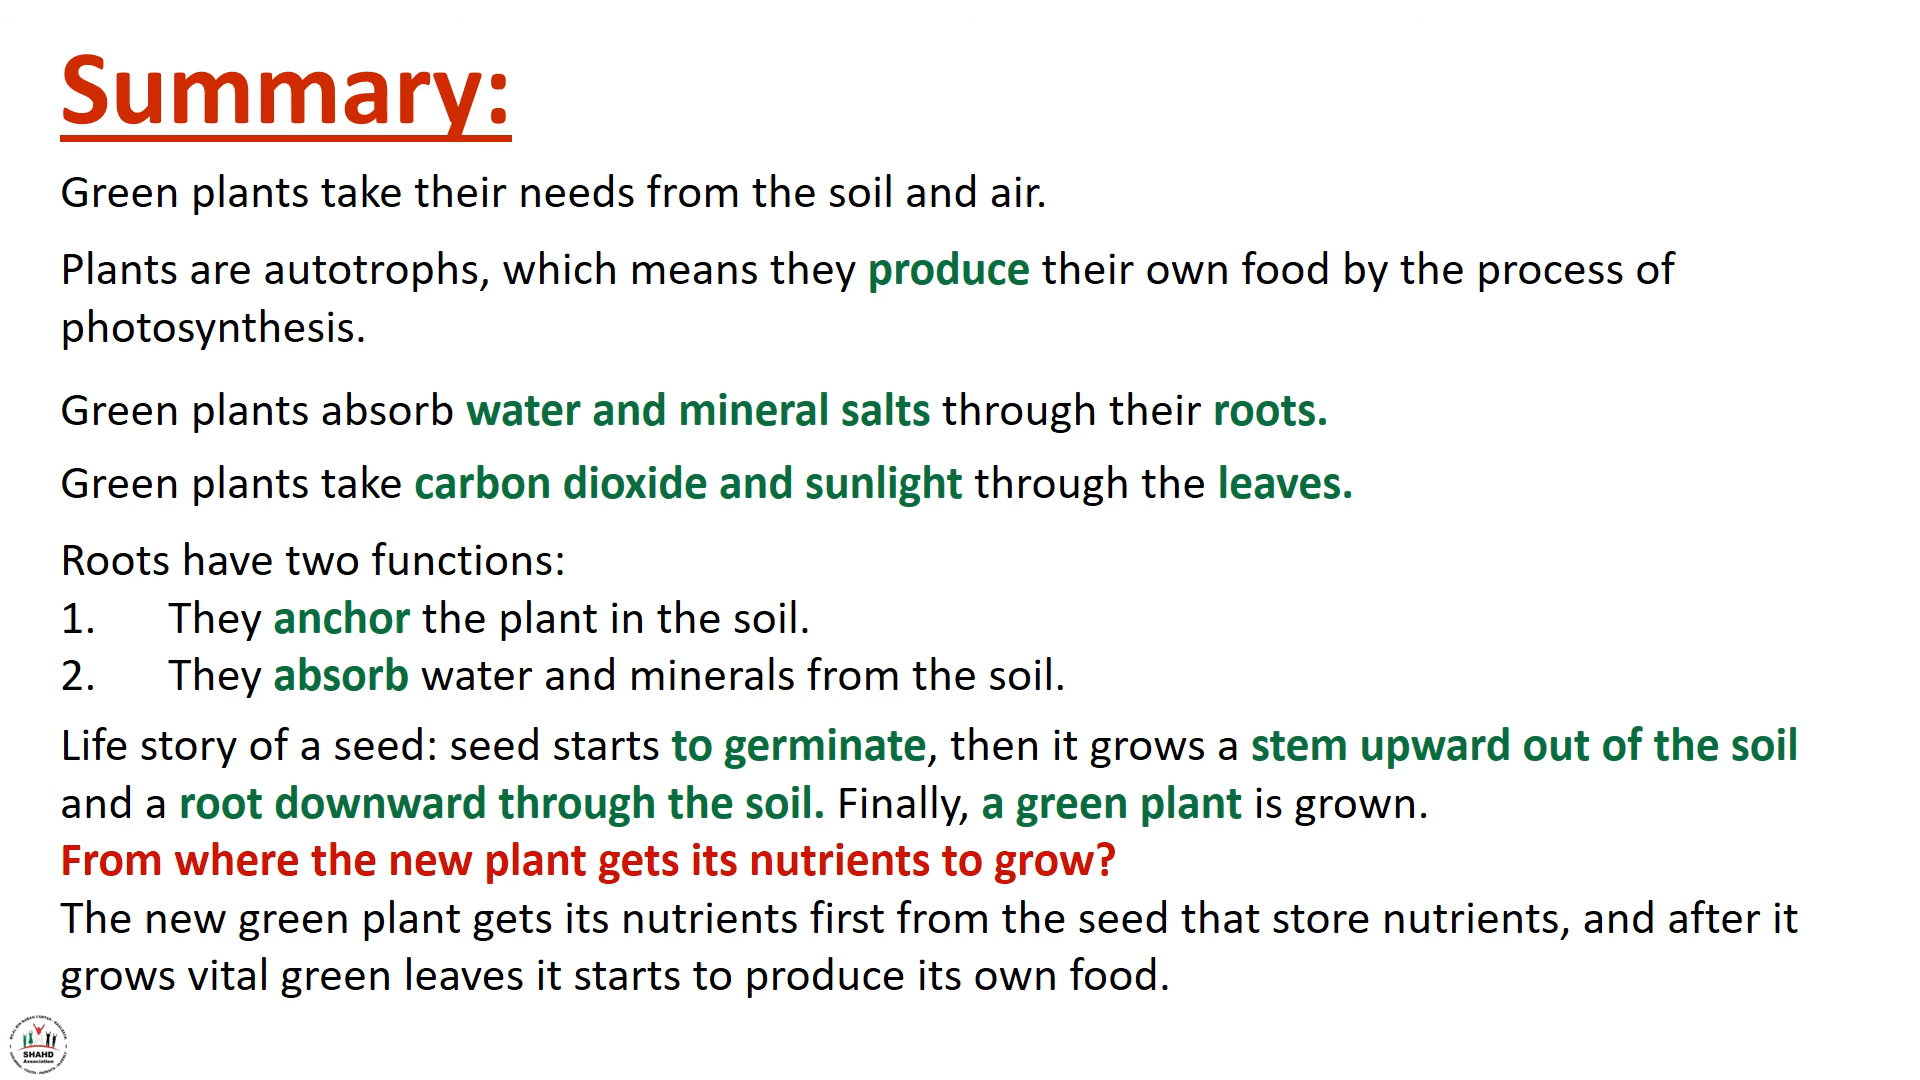 Summary:
Green plants take their needs from the soil and air.
Plants are autotrophs, which means they produce their own food by the process of
photosynthesis.
Green plants absorb water and mineral salts through their roots.
Green plants take carbon dioxide and sunlight through the leaves.
Roots have two functions:
1. They anchor the plant in the soil.
2. They absorb water and minerals from the soil.
Life story of a seed: seed starts to germinate, then it grows a stem upward out of the soil
and a root downward through the soil. Finally, a green plant is grown.
From where the new plant gets its nutrients to grow?
The new green plant gets its nutrients first from the seed that store nutrients, and after it
grows vital green leaves it starts to produce its own food.
SHAHD
Association